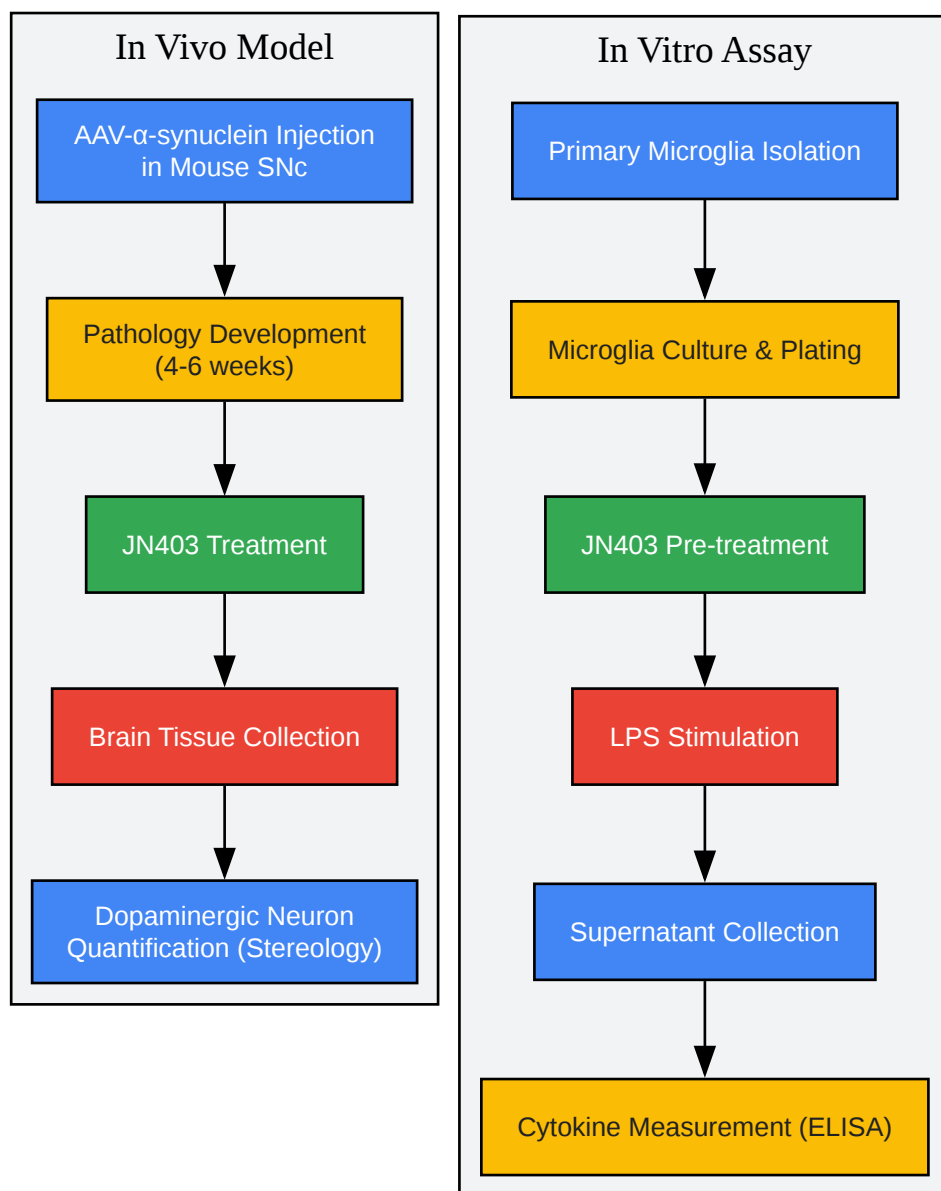 In Vivo Model
AAV-α-synuclein Injection
in Mouse SNc
Pathology Development
(4-6 weeks)
JN403 Treatment
Brain Tissue Collection
Dopaminergic Neuron
Quantification (Stereology)
In Vitro Assay
Primary Microglia Isolation
Microglia Culture & Plating
JN403 Pre-treatment
LPS Stimulation
Supernatant Collection
Cytokine Measurement (ELISA)